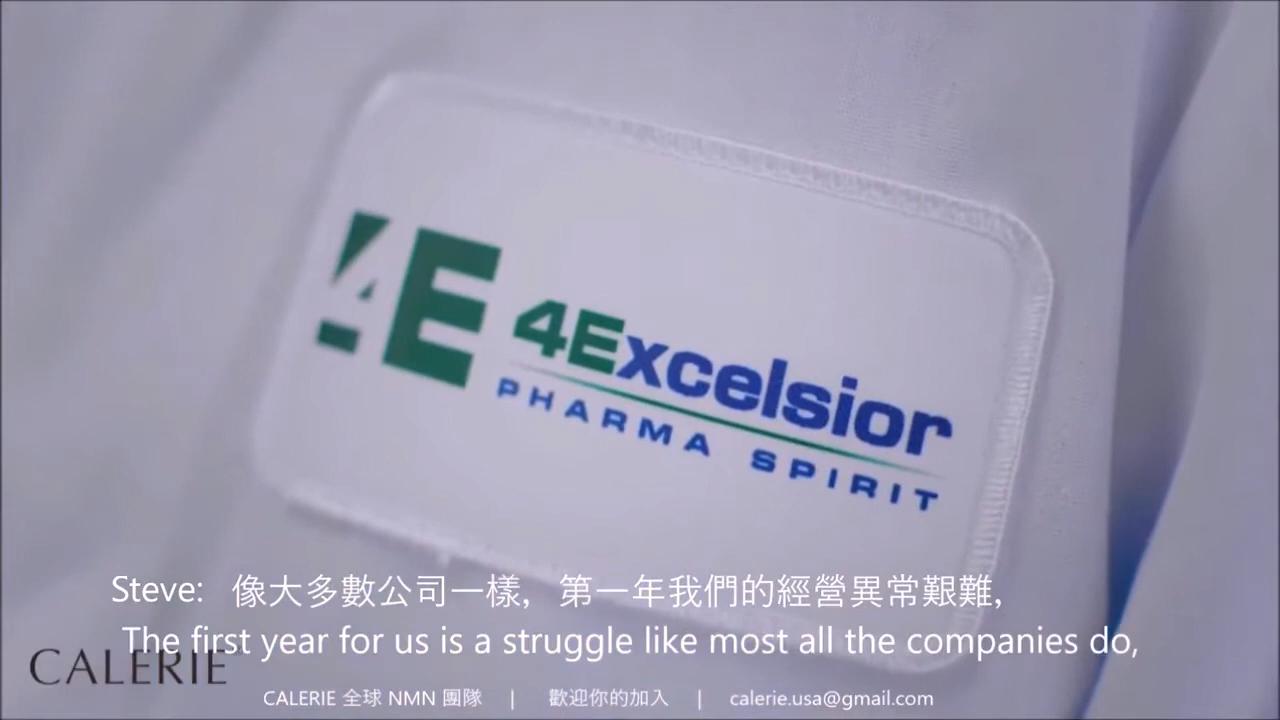 4E
4Excelsior
PHARMA SPIRIT
Steve: 像大多數公司一樣, 第一年我們的經營異常艱難,
The first year for us is a struggle like most all the companies do,
CALERIE
CALERIE 全球 NMN 團隊 | 歡迎你的加入 | calerie.usa@gmail.com